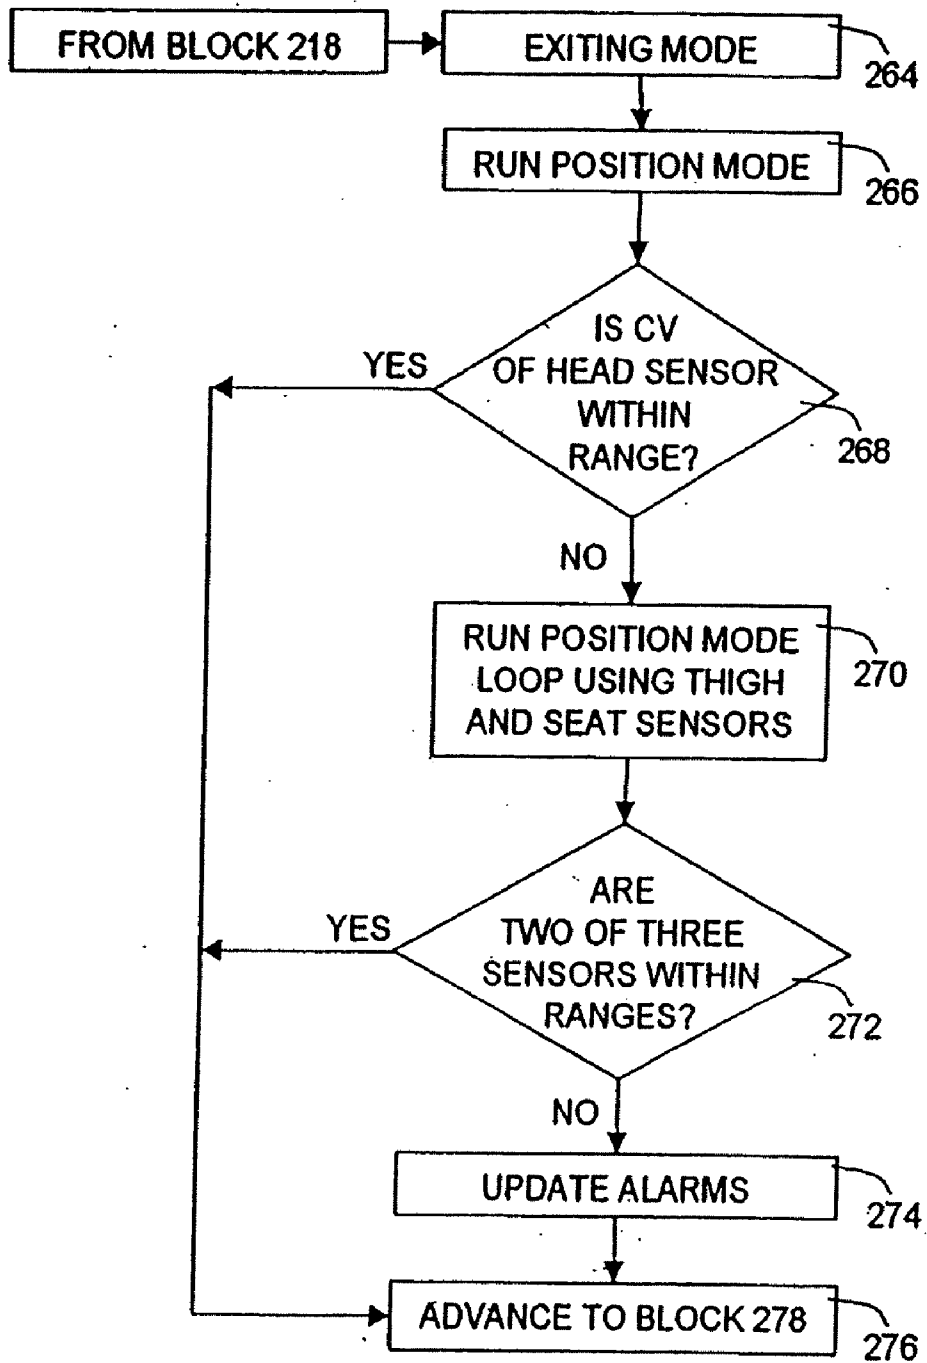 FROM BLOCK 218
EXITING MODE
264
RUN POSITION MODE
266
IS CV
OF HEAD SENSOR
WITHIN
RANGE?
268
YES
NO
RUN POSITION MODE
LOOP USING THIGH
AND SEAT SENSORS
270
ARE
TWO OF THREE
SENSORS WITHIN
RANGES?
272
YES
NO
UPDATE ALARMS
274
ADVANCE TO BLOCK 278
276